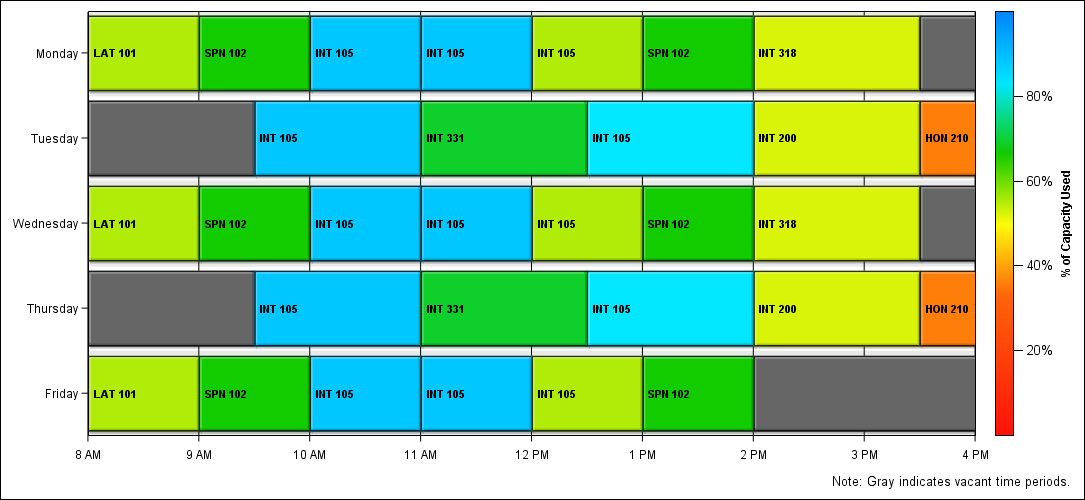 Monday LAT 101 SPN 102 INT 105 INT 105 INT 105 SPN 102 INT 318
Tuesday INT 105 INT 331 INT 105 INT 200 HON 210
Wednesday LAT 101 SPN 102 INT 105 INT 105 INT 105 SPN 102 INT 318
Thursday INT 105 INT 331 INT 105 INT 200 HON 210
Friday LAT 101 SPN 102 INT 105 INT 105 INT 105 SPN 102
8 AM 9 AM 10 AM 11 AM 12 PM 1 PM 2 PM 3 PM 4 PM
80%
60%
40%
20%
% of Capacity Used
Note: Gray indicates vacant time periods.